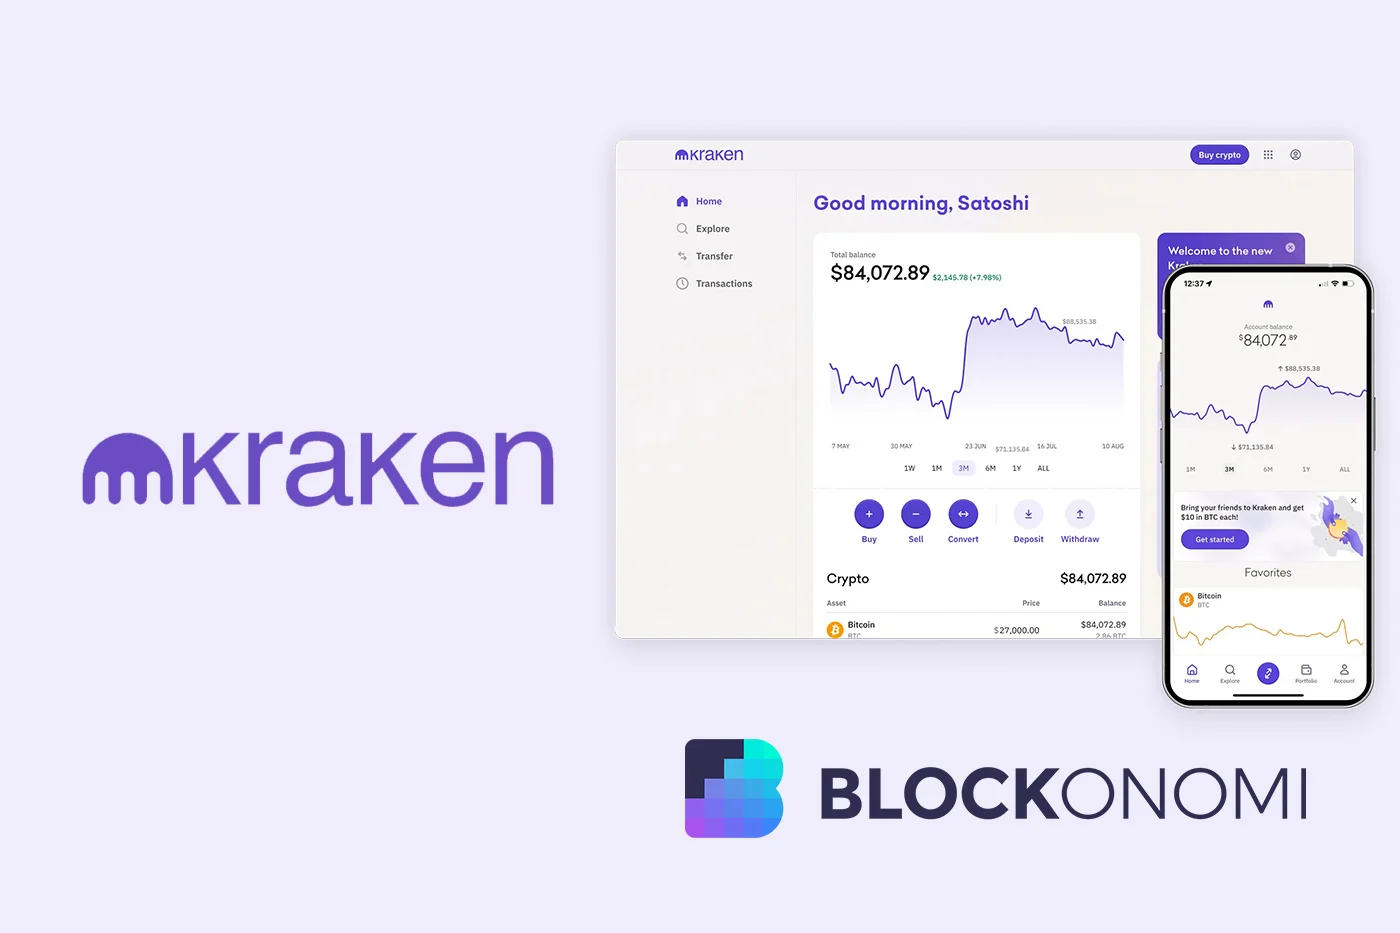 kraken
kraken
Buy crypto
Home
Explore
Transfer
Transactions
Good morning, Satoshi
Total balance
$84,072.89 $2,145.78 (+7.98%)
$88,535.38
7 MAY 30 MAY 23 JUN $71,135.84 16 JUL 10 AUG
1W 1M 3M 6M 1Y ALL
Buy Sell Convert Deposit Withdraw
Crypto $84,072.89
Asset Price Balance
Bitcoin $27,000.00 $84,072.89
BTC 2.86 BTC
Welcome to the new
12:37
Account balance
$84,072.89
↑ $88,535.38
↓ $71,135.84
1M 3M 6M 1Y ALL
Bring your friends to Kraken and get
$10 in BTC each!
Get started
Favorites
Bitcoin
BTC
Home Explore Portfolio Account
BLOCKONOMI